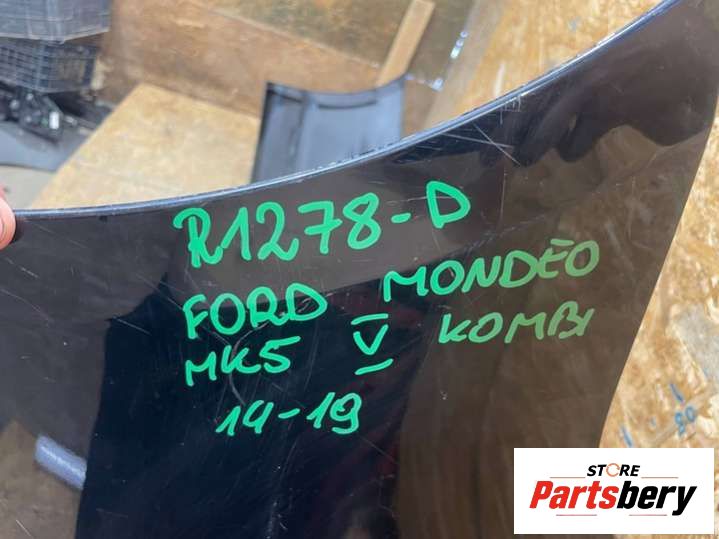 R1278-D
FORD MONDEO
MK5 V KOMBI
14-19
STORE
Partsbery